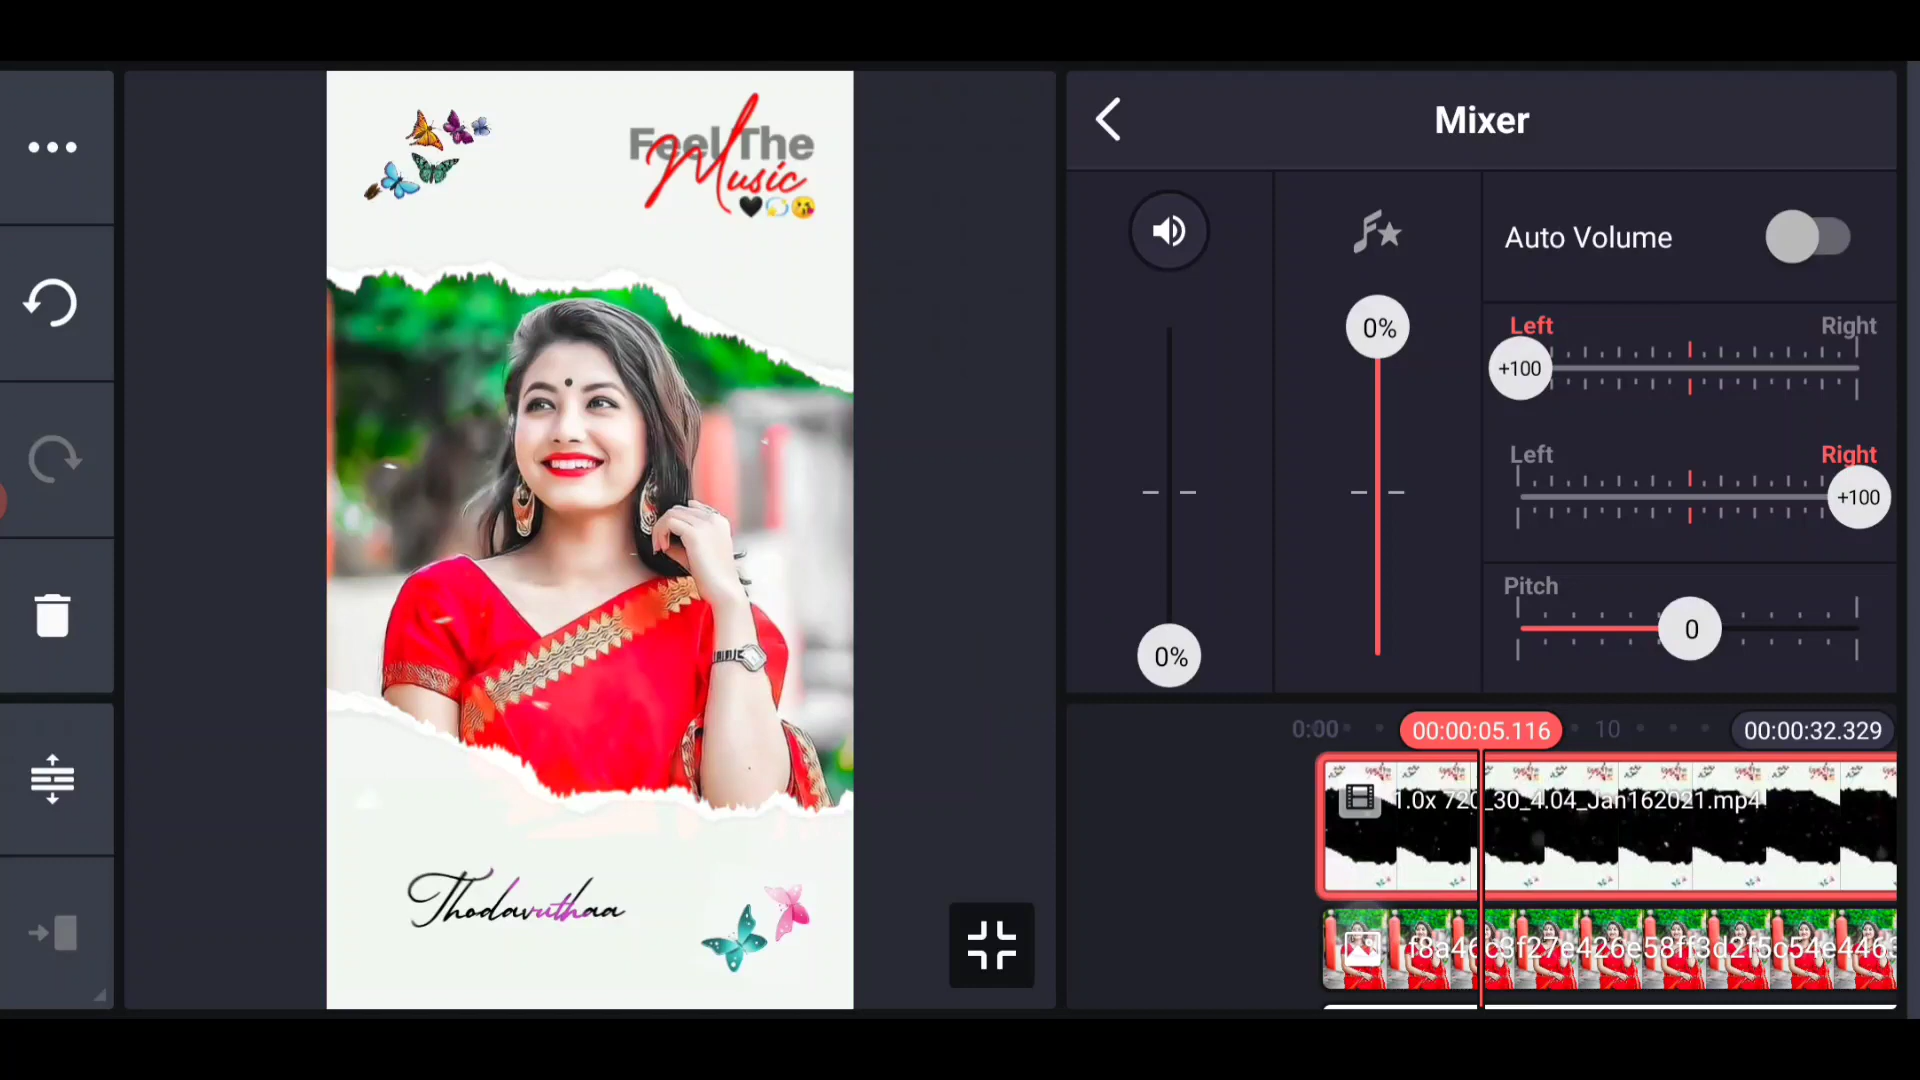 Feel The
Music
🖤💫😘
Thodavuthaa
Mixer
Auto Volume
0%
0%
Left Right
+100
Left Right
+100
Pitch
0
0:00 00:00:05.116 10 00:00:32.329
1.0x 720_30_4.04_Jan162021.mp4
f8a46c3f27e426e58ff3d2f5c54e446